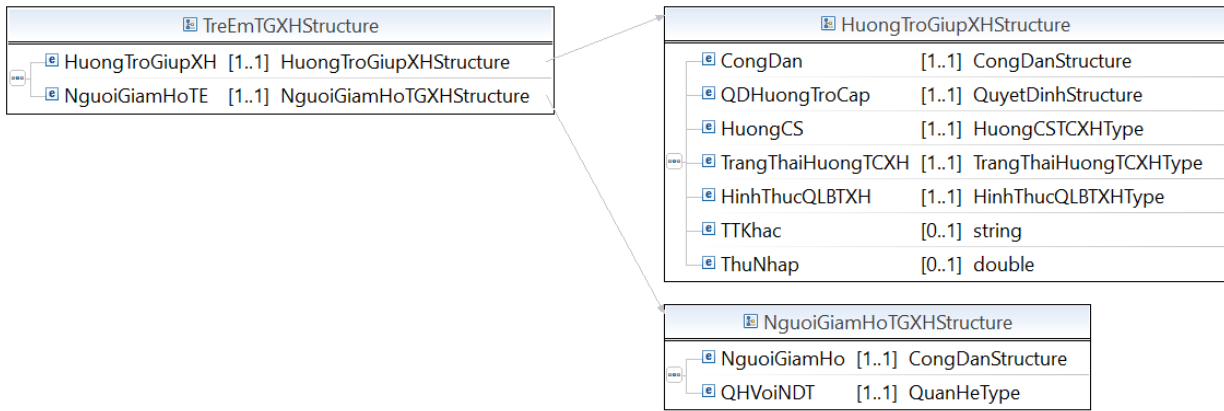 TreEmTGXHStructure
HuongTroGiupXH [1..1] HuongTroGiupXHStructure
NguoiGiamHoTE [1..1] NguoiGiamHoTGXHStructure
HuongTroGiupXHStructure
CongDan [1..1] CongDanStructure
QDHuongTroCap [1..1] QuyetDinhStructure
HuongCS [1..1] HuongCSTCXHType
TrangThaiHuongTCXH [1..1] TrangThaiHuongTCXHType
HinhThucQLBTXH [1..1] HinhThucQLBTXHType
TTKhac [0..1] string
ThuNhap [0..1] double
NguoiGiamHoTGXHStructure
NguoiGiamHo [1..1] CongDanStructure
QHVoiNDT [1..1] QuanHeType